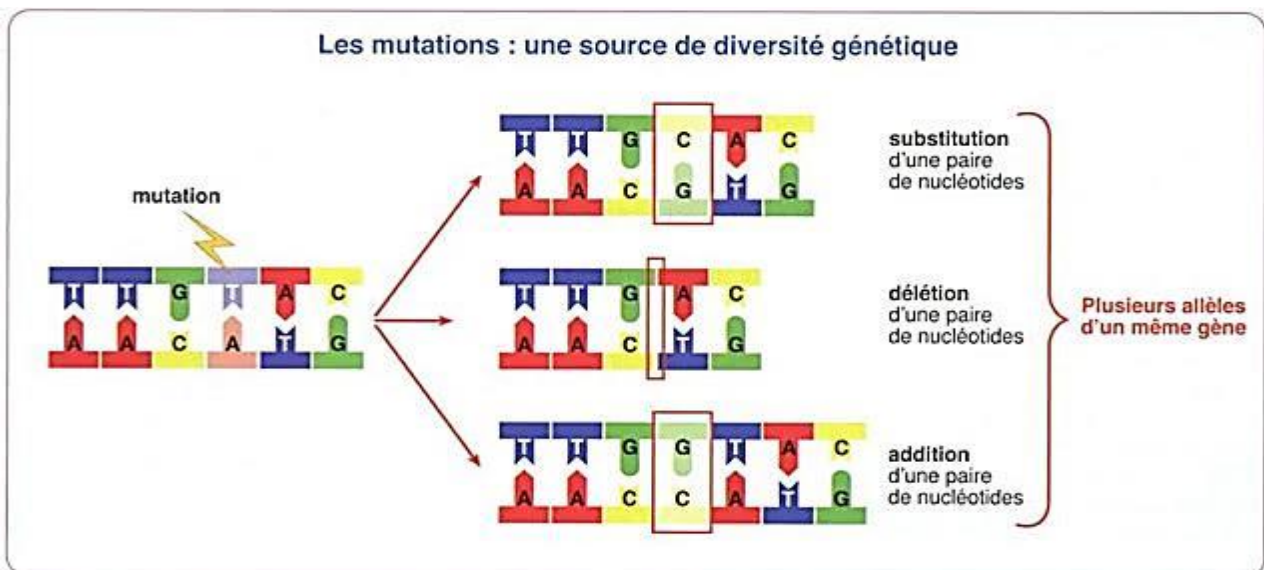 Les mutations : une source de diversité génétique
mutation
T T G T A C
A A C A T G
T T G C A C
A A C G T G
substitution
d'une paire
de nucléotides
T T G A C
A A C T G
délétion
d'une paire
de nucléotides
T T G G T A C
A A C C A T G
addition
d'une paire
de nucléotides
Plusieurs allèles
d'un même gène